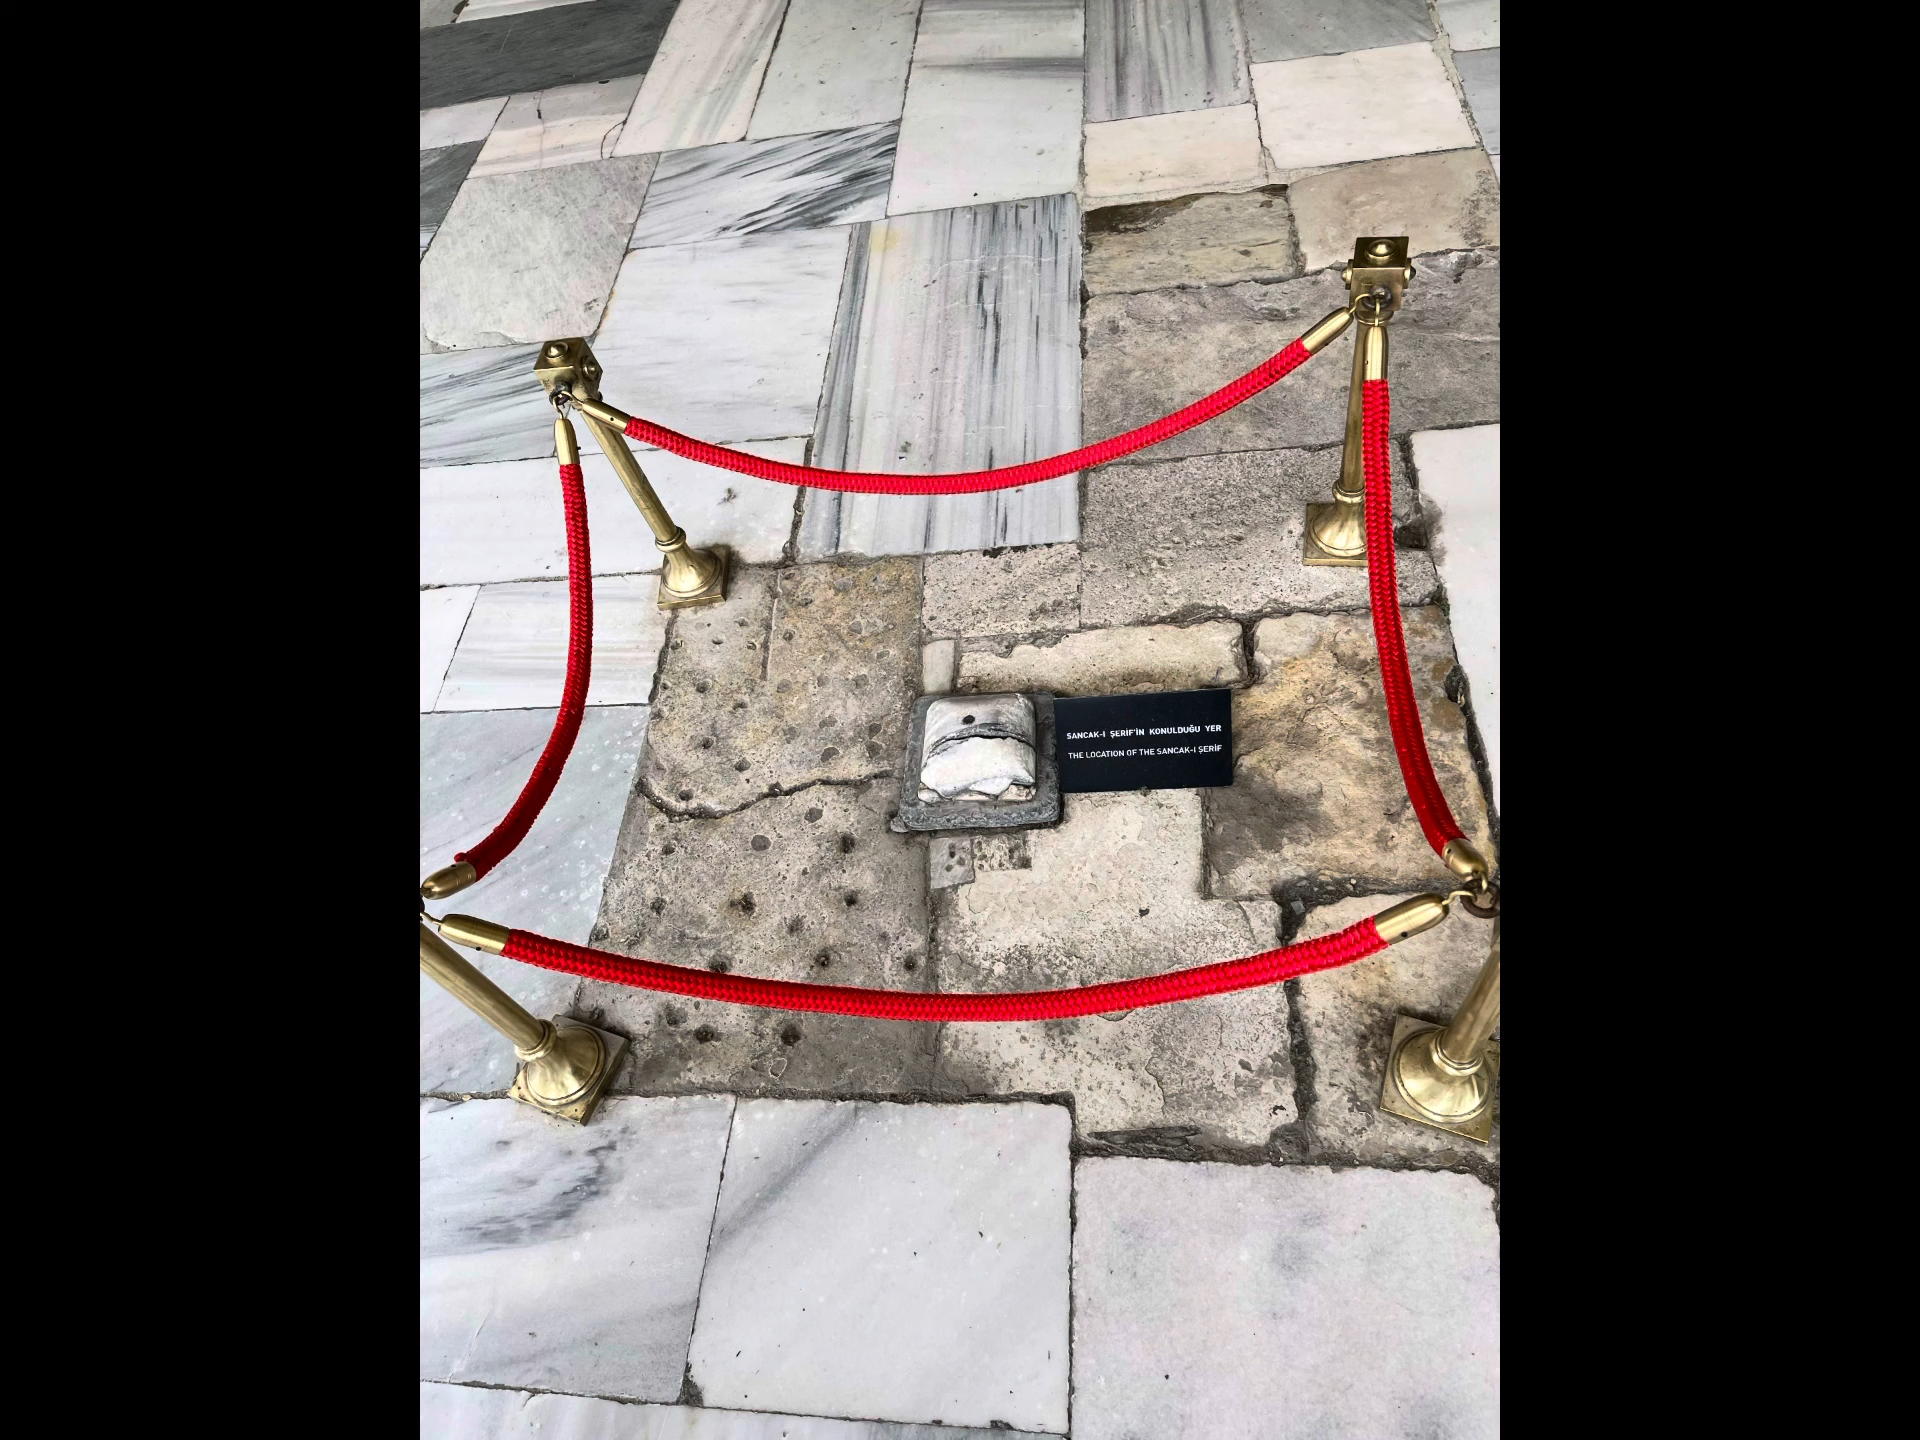 SANCAK-I ŞERİF'İN KONULDUĞU YER
THE LOCATION OF THE SANCAK-I ŞERİF